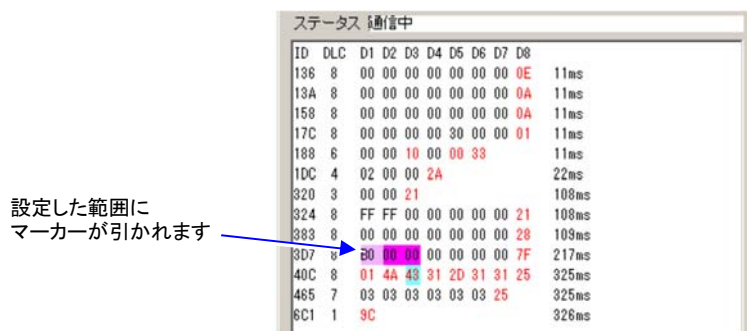 ステータス 通信中
ID DLC D1 D2 D3 D4 D5 D6 D7 D8
136 8 00 00 00 00 00 00 00 0E 11ms
13A 8 00 00 00 00 00 00 00 0A 11ms
158 8 00 00 00 00 00 00 00 0A 11ms
17C 8 00 00 00 00 30 00 00 01 11ms
188 6 00 00 10 00 00 33 11ms
1DC 4 02 00 00 2A 22ms
320 3 00 00 21 108ms
324 8 FF FF 00 00 00 00 00 21 108ms
383 8 00 00 00 00 00 00 00 28 109ms
3D7 8 B0 00 00 00 00 00 00 7F 217ms
40C 8 01 4A 43 31 2D 31 31 25 325ms
465 7 03 03 03 03 03 03 25 325ms
6C1 1 9C 326ms
設定した範囲に
マーカーが引かれます